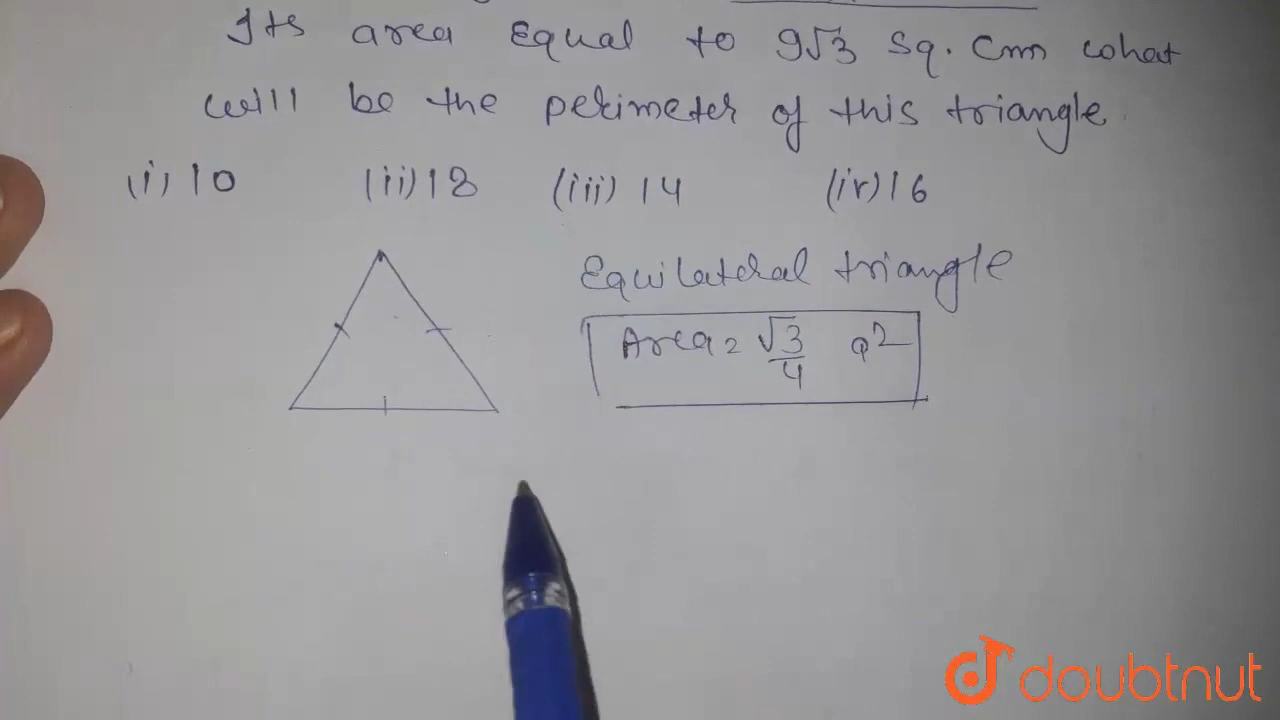 Its area Equal to 9√3 Sq. Cm what
will be the perimeter of this triangle
(i) 10 (ii) 18 (iii) 14 (iv) 16
Equilateral triangle
Area = √3/4 a²
doubtnut